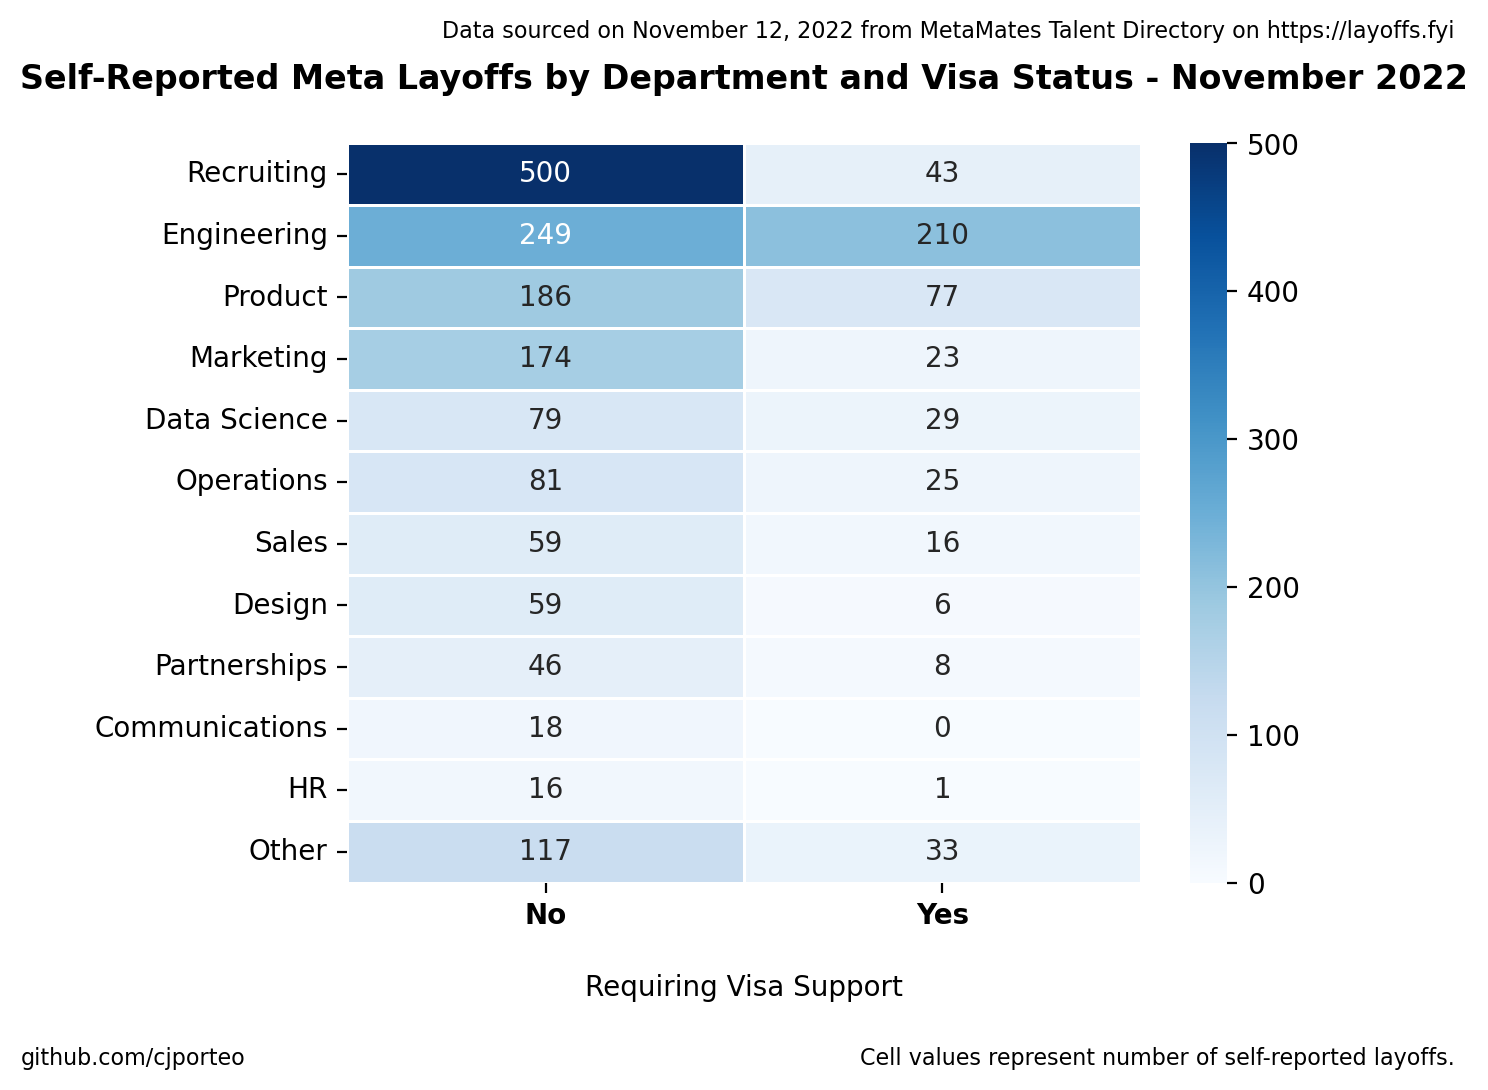 Data sourced on November 12, 2022 from MetaMates Talent Directory on https://layoffs.fyi
Self-Reported Meta Layoffs by Department and Visa Status - November 2022
Recruiting 500 43
Engineering 249 210
Product 186 77
Marketing 174 23
Data Science 79 29
Operations 81 25
Sales 59 16
Design 59 6
Partnerships 46 8
Communications 18 0
HR 16 1
Other 117 33
No Yes
Requiring Visa Support
500
400
300
200
100
0
github.com/cjporteo
Cell values represent number of self-reported layoffs.